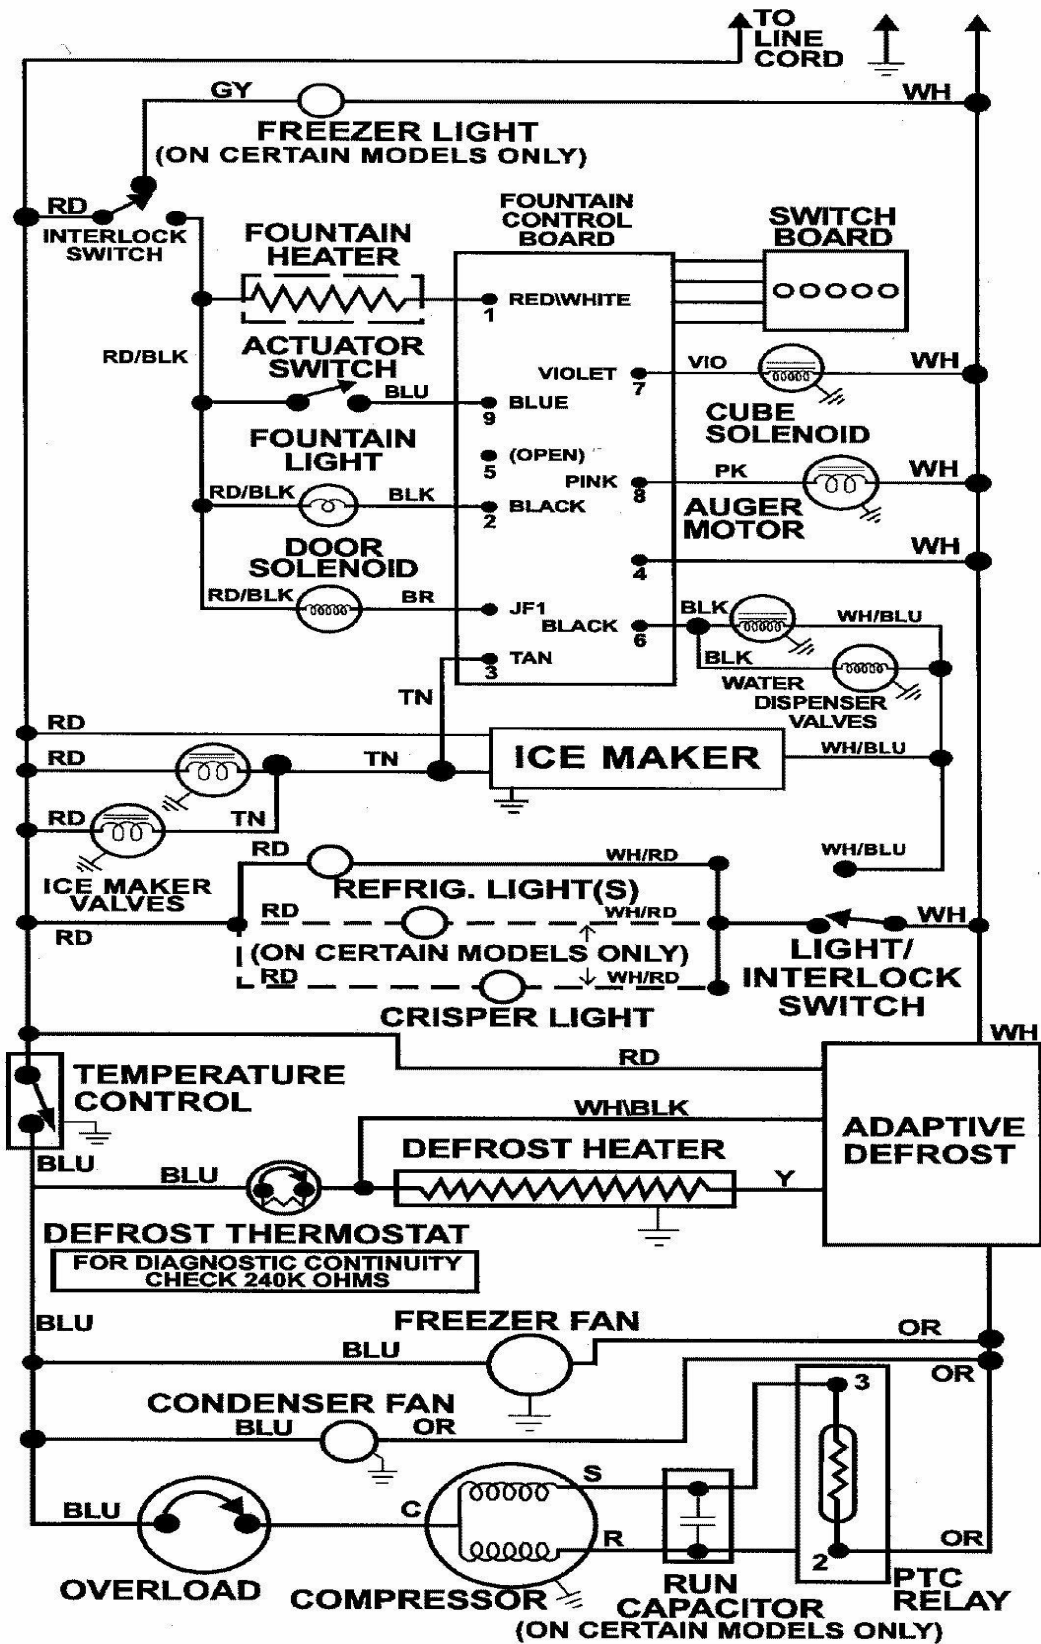 TO
LINE
CORD
GY
WH
FREEZER LIGHT
(ON CERTAIN MODELS ONLY)
RD
INTERLOCK
SWITCH
FOUNTAIN
HEATER
FOUNTAIN
CONTROL
BOARD
SWITCH
BOARD
RED\WHITE
1
RD/BLK
ACTUATOR
SWITCH
BLU
BLUE
9
VIOLET
7
VIO
WH
CUBE
SOLENOID
FOUNTAIN
LIGHT
(OPEN)
5
PINK
8
PK
WH
AUGER
MOTOR
RD/BLK
BLK
BLACK
2
DOOR
SOLENOID
4
WH
RD/BLK
BR
JF1
BLACK
6
BLK
WH/BLU
TAN
3
BLK
WATER
DISPENSER
VALVES
TN
RD
ICE MAKER
WH/BLU
RD
TN
RD
TN
ICE MAKER
VALVES
RD
WH/RD
WH/BLU
REFRIG. LIGHT(S)
RD
WH/RD
WH
RD
(ON CERTAIN MODELS ONLY)
RD
WH/RD
LIGHT/
INTERLOCK
SWITCH
CRISPER LIGHT
WH
RD
TEMPERATURE
CONTROL
WH\BLK
ADAPTIVE
DEFROST
DEFROST HEATER
BLU
BLU
Y
DEFROST THERMOSTAT
FOR DIAGNOSTIC CONTINUITY
CHECK 240K OHMS
BLU
FREEZER FAN
BLU
OR
OR
CONDENSER FAN
BLU
OR
3
BLU
C
S
R
2
OR
OVERLOAD
COMPRESSOR
RUN
CAPACITOR
(ON CERTAIN MODELS ONLY)
PTC
RELAY